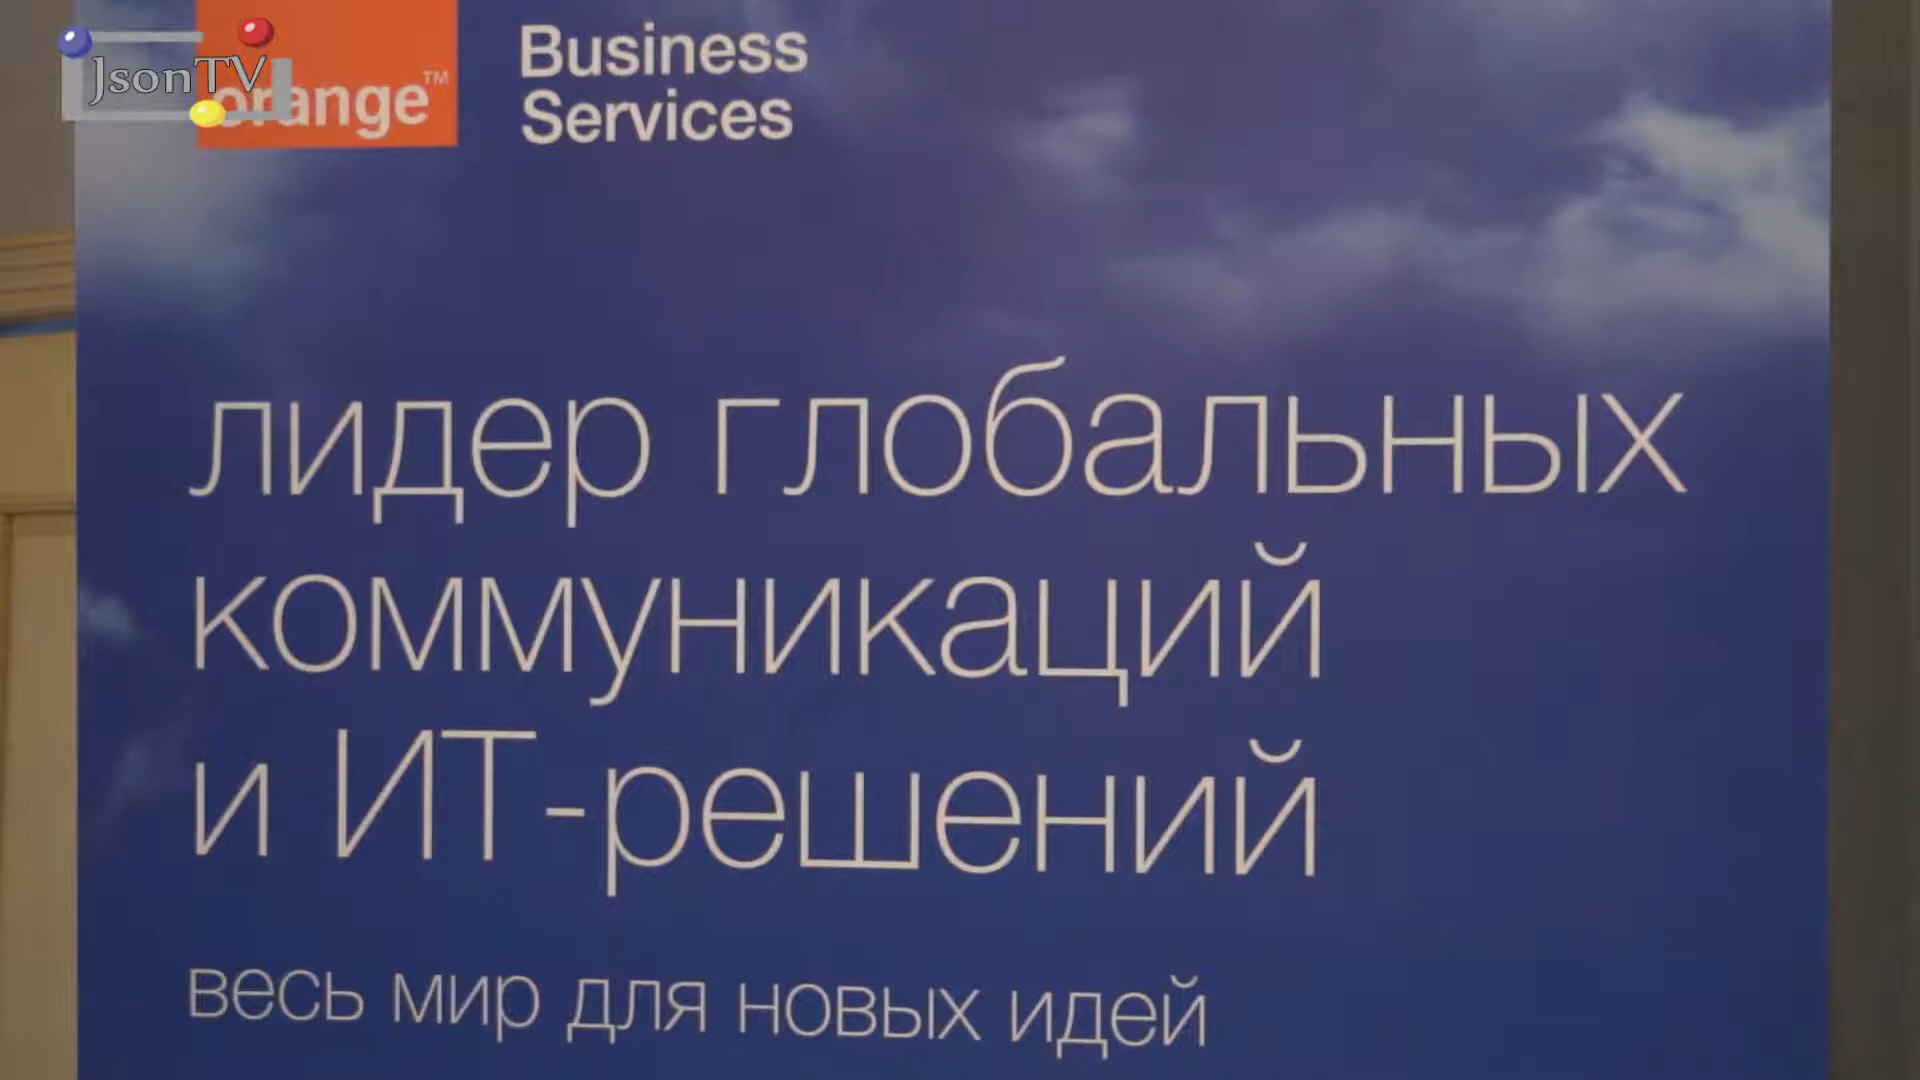 JsonTV
orange™
Business
Services
лидер глобальных
коммуникаций
и ИТ-решений
весь мир для новых идей